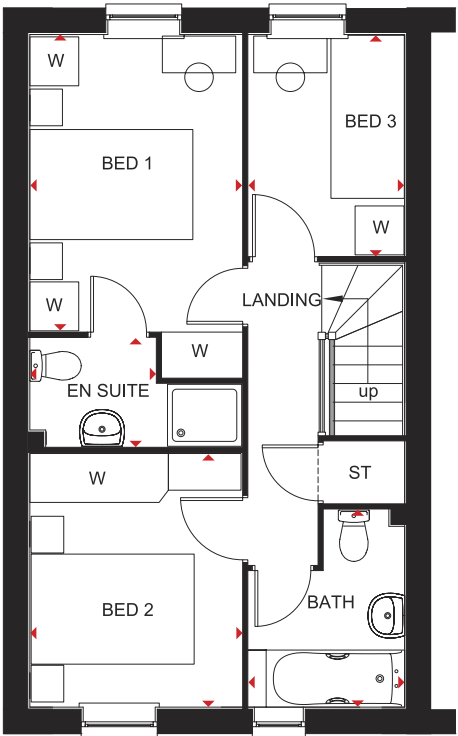 W
BED 1
BED 3
W
W
LANDING
W
up
EN SUITE
W
ST
BED 2
BATH